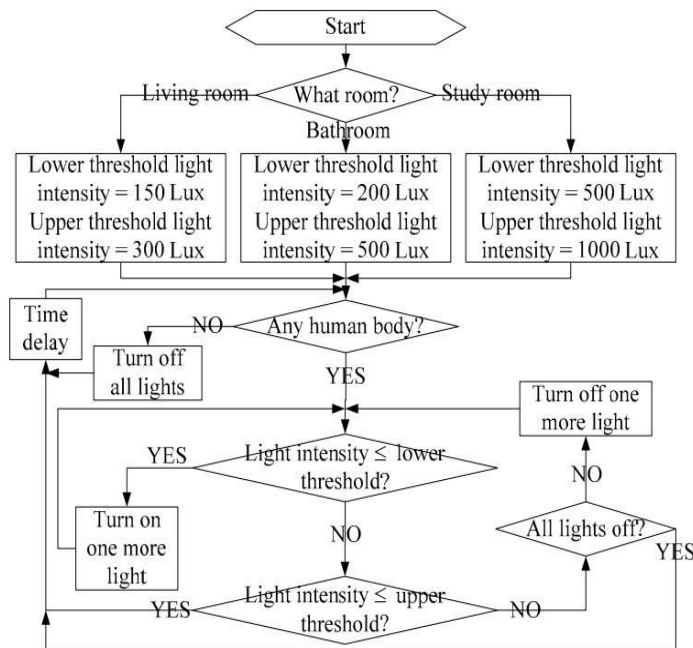 Start
What room?
Living room
Study room
Bathroom
Lower threshold light
intensity = 150 Lux
Upper threshold light
intensity = 300 Lux
Lower threshold light
intensity = 200 Lux
Upper threshold light
intensity = 500 Lux
Lower threshold light
intensity = 500 Lux
Upper threshold light
intensity = 1000 Lux
Time
delay
NO
Any human body?
Turn off
all lights
YES
Turn off one
more light
YES
Light intensity ≤ lower
threshold?
NO
Turn on
one more
light
NO
All lights off?
YES
YES
Light intensity ≤ upper
threshold?
NO